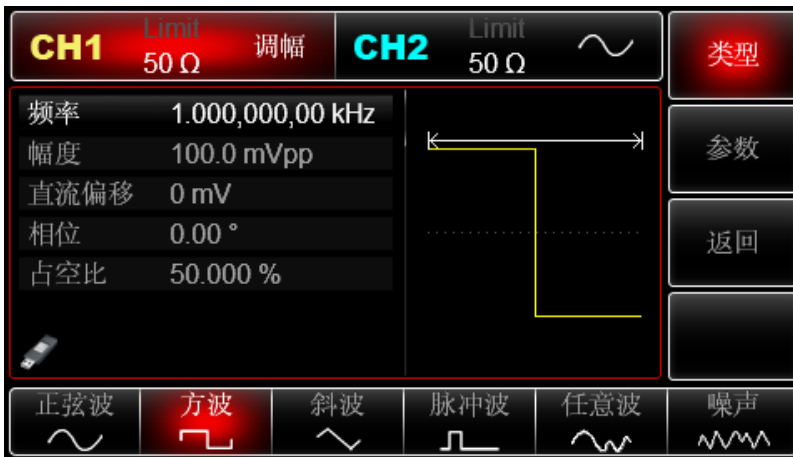 CH1 Limit 50 Ω 调幅 CH2 Limit 50 Ω
类型
频率 1.000,000,00 kHz
幅度 100.0 mVpp
直流偏移 0 mV
相位 0.00 °
占空比 50.000 %
参数
返回
正弦波 方波 斜波 脉冲波 任意波 噪声